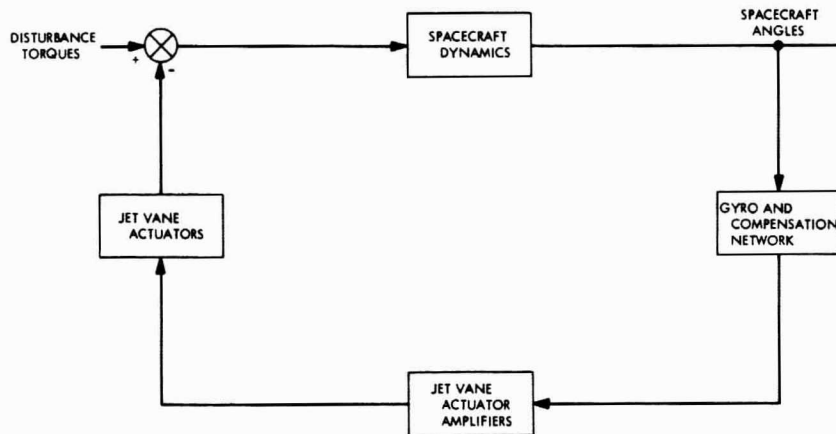 DISTURBANCE
TORQUES
+
-
SPACECRAFT
DYNAMICS
SPACECRAFT
ANGLES
JET VANE
ACTUATORS
GYRO AND
COMPENSATION
NETWORK
JET VANE
ACTUATOR
AMPLIFIERS